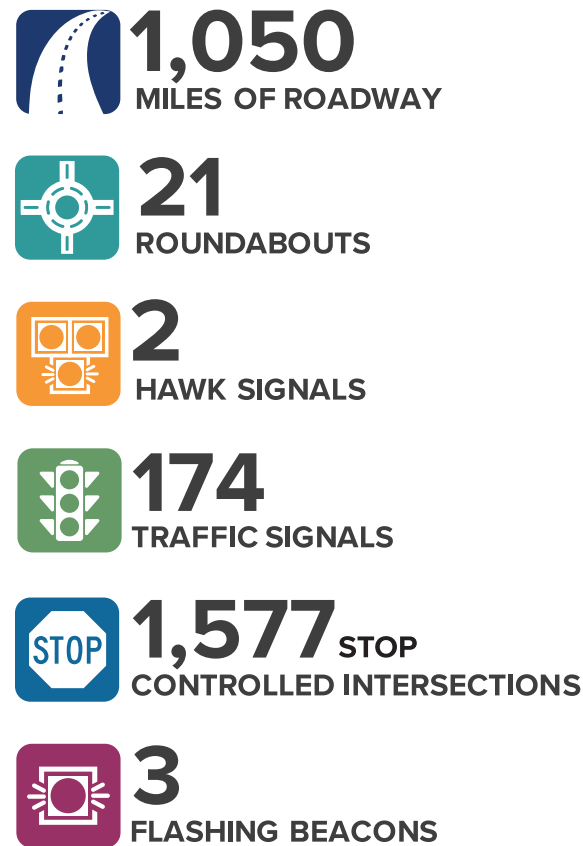 1,050
MILES OF ROADWAY
21
ROUNDABOUTS
2
HAWK SIGNALS
174
TRAFFIC SIGNALS
STOP
1,577 STOP
CONTROLLED INTERSECTIONS
3
FLASHING BEACONS